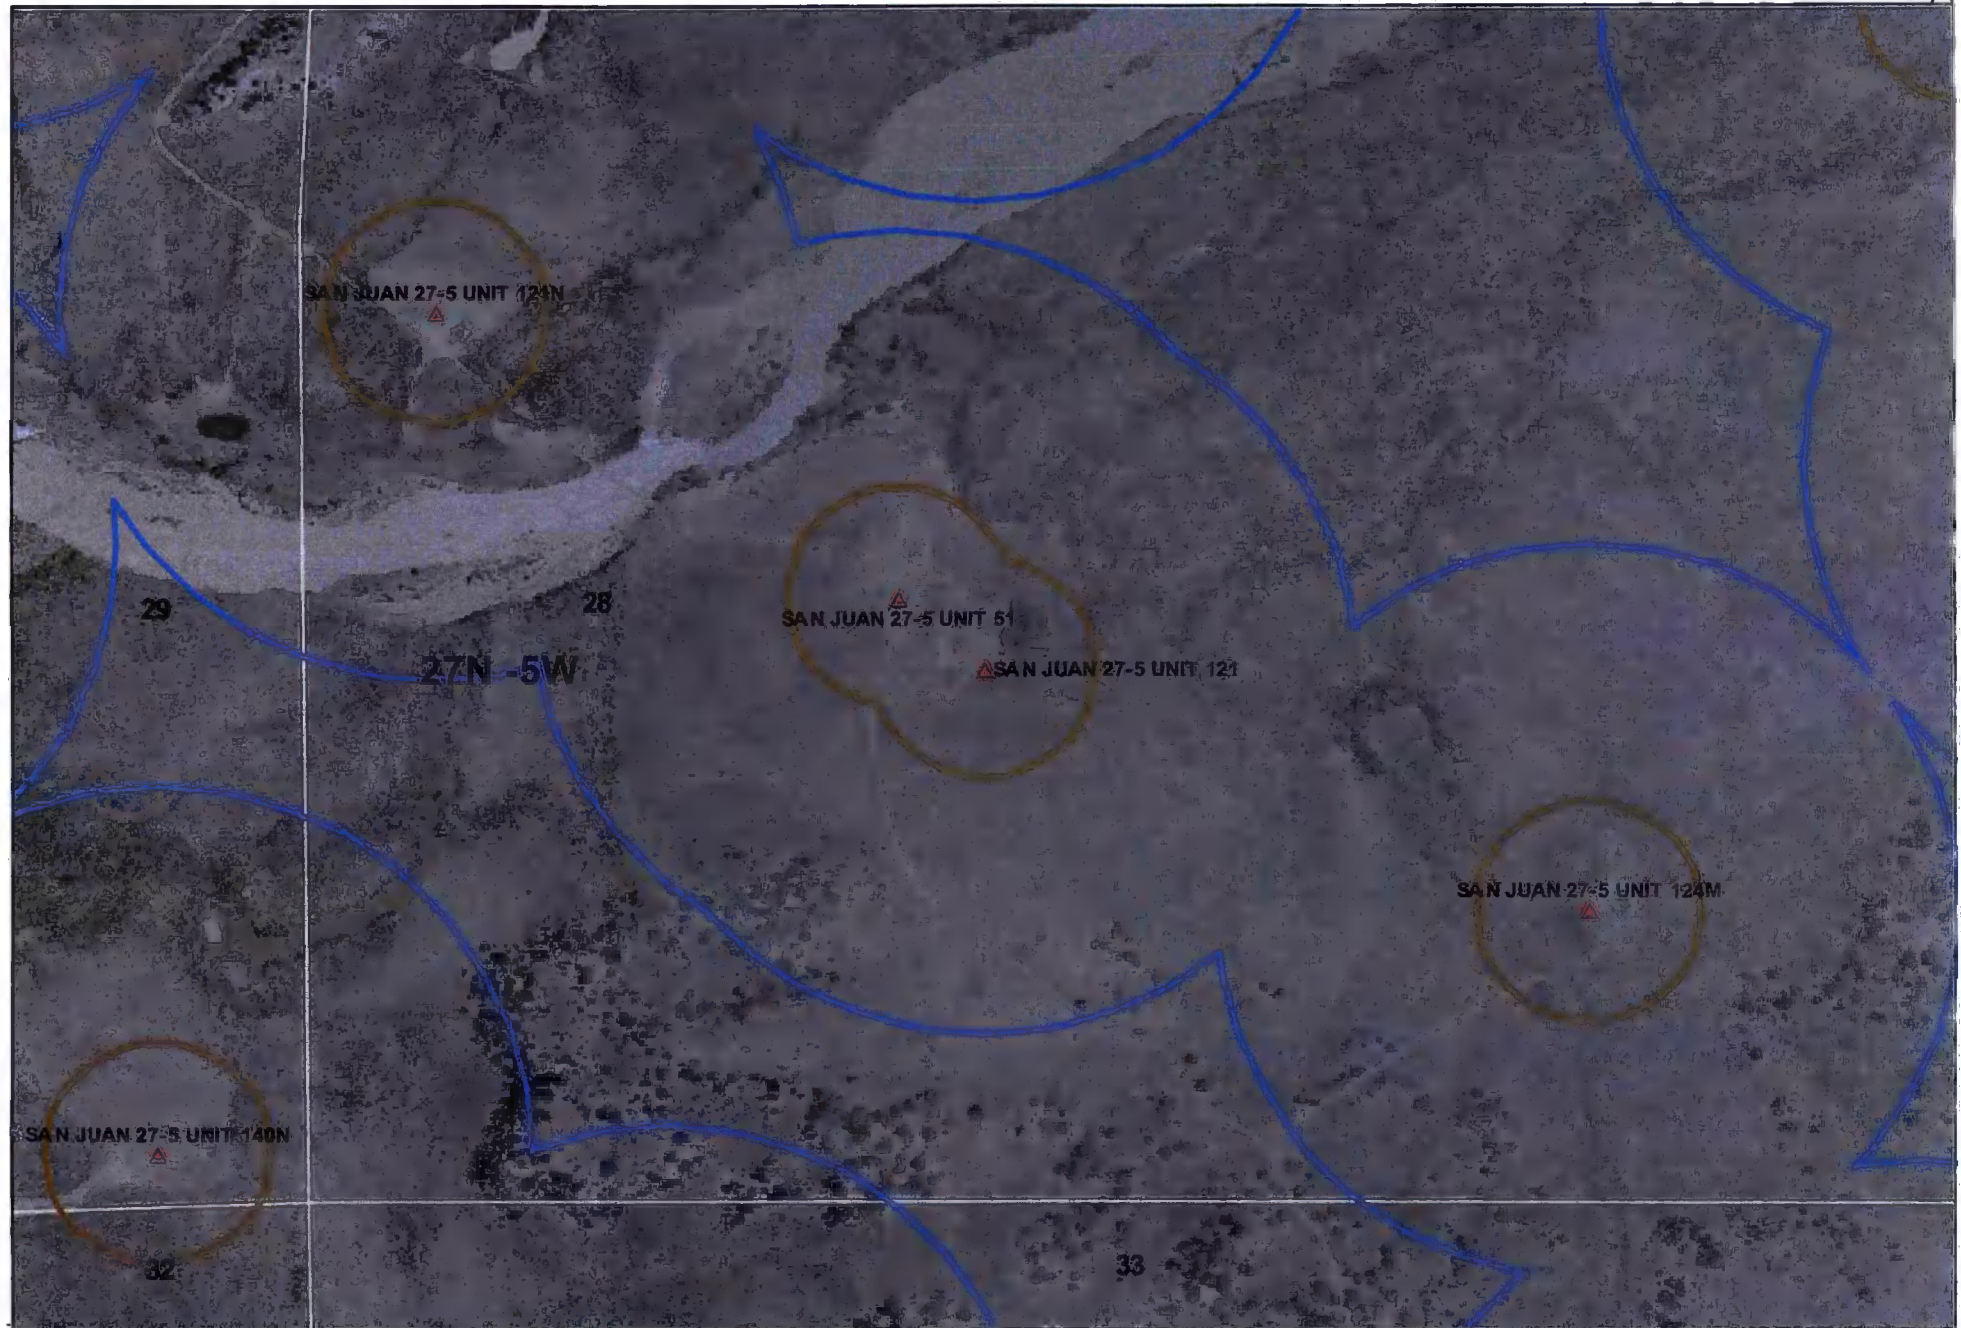 SAN JUAN 27-5 UNIT 121N
29
28
SAN JUAN 27-5 UNIT 51
27N -5W
SAN JUAN 27-5 UNIT 121
SAN JUAN 27-5 UNIT 124M
SAN JUAN 27-5 UNIT 140N
32
33